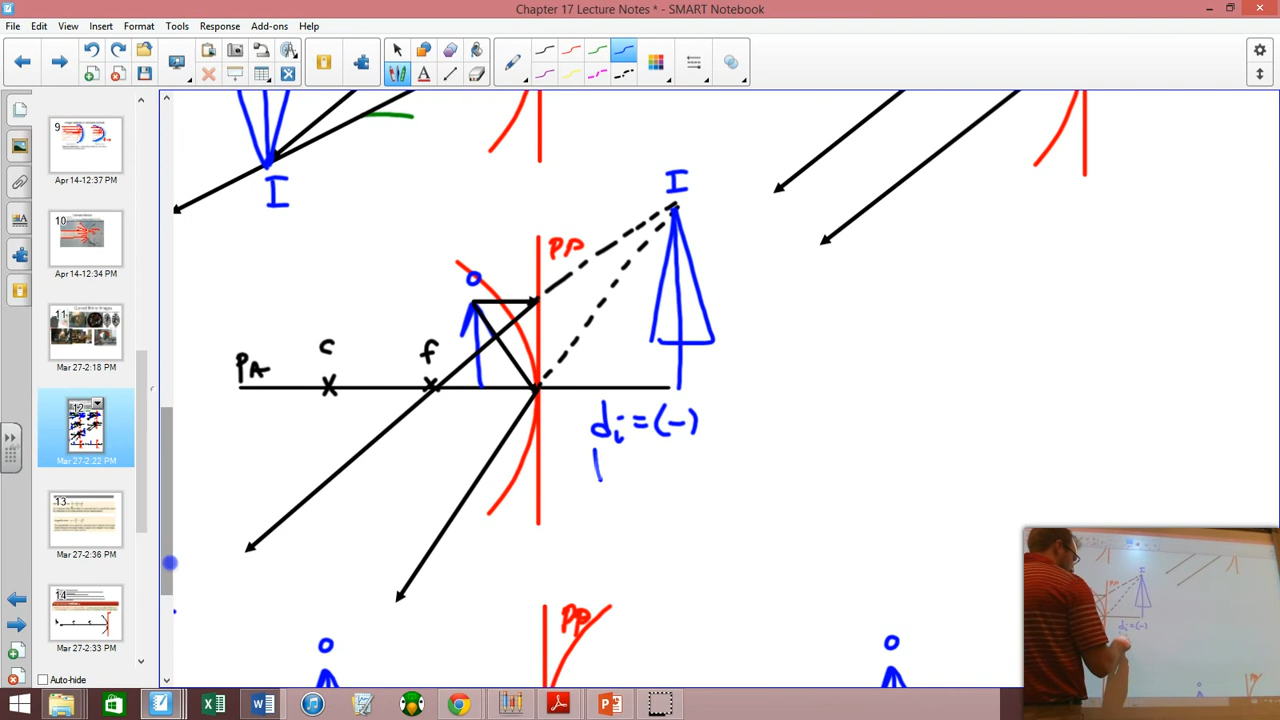 Chapter 17 Lecture Notes * - SMART Notebook
File Edit View Insert Format Tools Response Add-ons Help
9
Apr 14-12:37 PM
10
Apr 14-12:34 PM
11
Mar 27-2:18 PM
12
Mar 27-2:22 PM
13
Mar 27-2:36 PM
14
Mar 27-2:33 PM
Auto-hide
I
I
PP
O
PA
c
f
di = (-)
O
PP
O